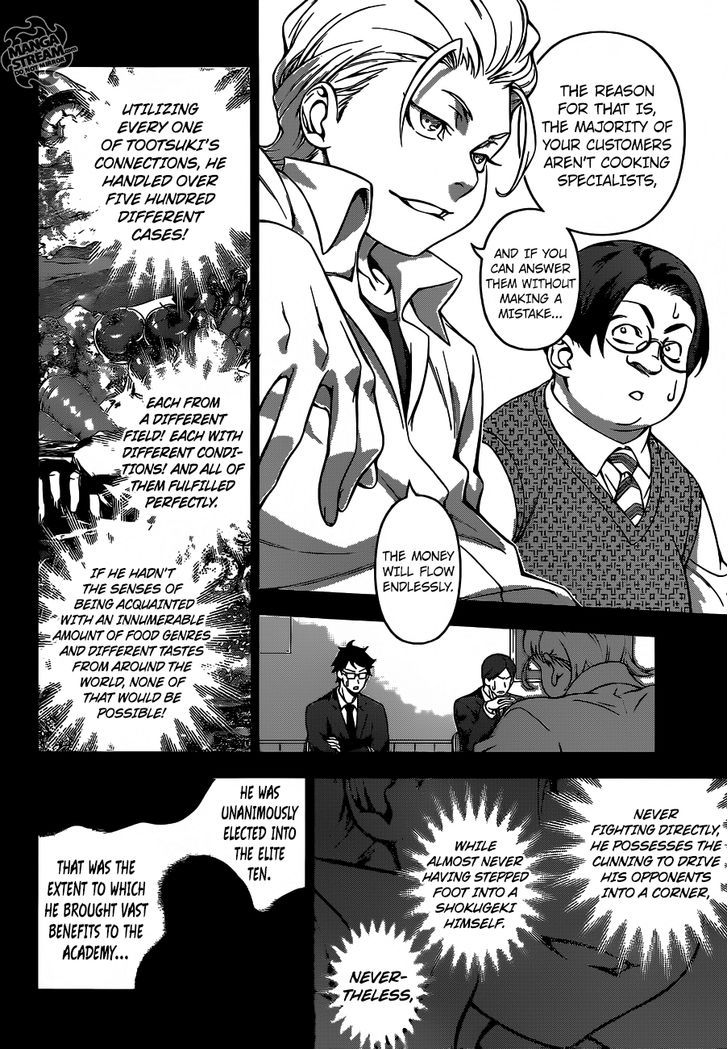 MANGA
STREAM
DO NOT MIRROR
THE REASON
FOR THAT IS,
THE MAJORITY OF
YOUR CUSTOMERS
AREN'T COOKING
SPECIALISTS,
AND IF YOU
CAN ANSWER
THEM WITHOUT
MAKING A
MISTAKE...
THE MONEY
WILL FLOW
ENDLESSLY.
UTILIZING
EVERY ONE
OF TOOTSUKI'S
CONNECTIONS, HE
HANDLED OVER
FIVE HUNDRED
DIFFERENT
CASES!
EACH FROM
A DIFFERENT
FIELD! EACH WITH
DIFFERENT CONDI-
TIONS! AND ALL OF
THEM FULFILLED
PERFECTLY.
IF HE HADN'T
THE SENSES OF
BEING ACQUAINTED
WITH AN INNUMERABLE
AMOUNT OF FOOD GENRES
AND DIFFERENT TASTES
FROM AROUND THE
WORLD, NONE OF
THAT WOULD BE
POSSIBLE!
NEVER
FIGHTING DIRECTLY,
HE POSSESSES THE
CUNNING TO DRIVE
HIS OPPONENTS
INTO A CORNER,
WHILE
ALMOST NEVER
HAVING STEPPED
FOOT INTO A
SHOKUGEKI
HIMSELF.
NEVER-
THELESS,
HE WAS
UNANIMOUSLY
ELECTED INTO
THE ELITE
TEN.
THAT WAS THE
EXTENT TO WHICH
HE BROUGHT VAST
BENEFITS TO THE
ACADEMY...